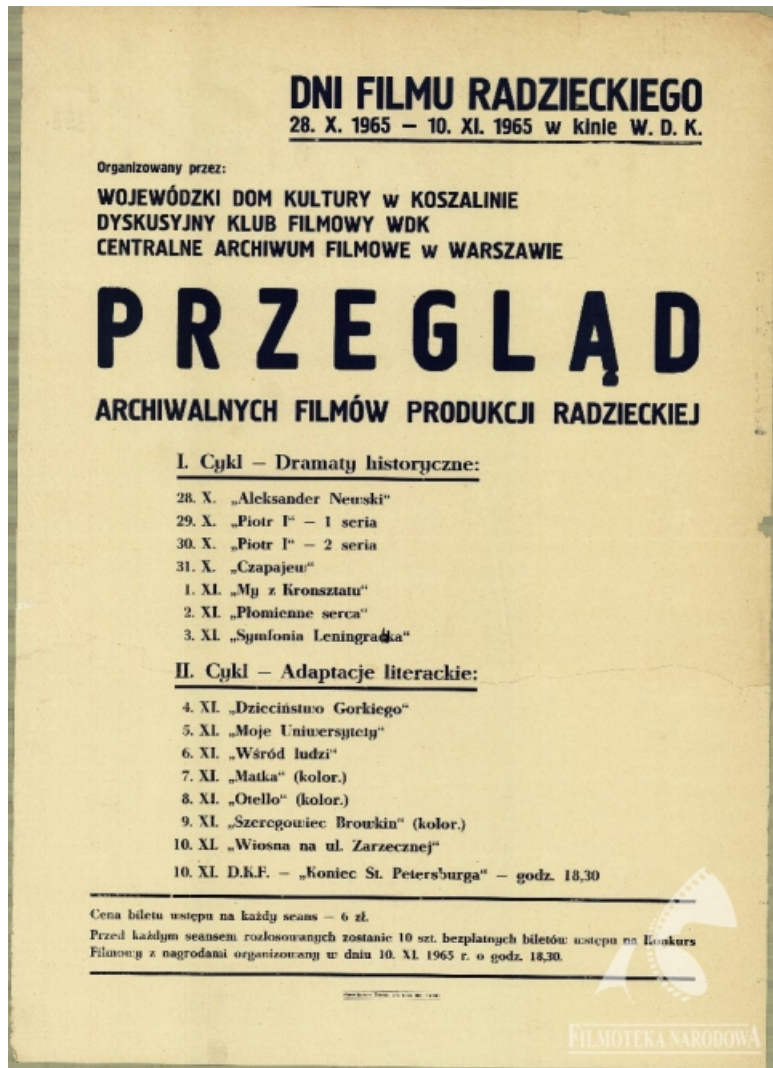 DNI FILMU RADZIECKIEGO
28. X. 1965 – 10. XI. 1965 w kinie W. D. K.
Organizowany przez:
WOJEWÓDZKI DOM KULTURY w KOSZALINIE
DYSKUSYJNY KLUB FILMOWY WDK
CENTRALNE ARCHIWUM FILMOWE w WARSZAWIE
PRZEGLĄD
ARCHIWALNYCH FILMÓW PRODUKCJI RADZIECKIEJ
I. Cykl – Dramaty historyczne:
28. X. „Aleksander Newski“
29. X. „Piotr I“ – 1 seria
30. X. „Piotr I“ – 2 seria
31. X. „Czapajew“
1. XI. „My z Kronsztatu“
2. XI. „Płomienne serca“
3. XI. „Symfonia Leningradka“
II. Cykl – Adaptacje literackie:
4. XI. „Dzieciństwo Gorkiego“
5. XI. „Moje Uniwersytety“
6. XI. „Wśród ludzi“
7. XI. „Matka“ (kolor.)
8. XI. „Otello“ (kolor.)
9. XI. „Szeregowiec Browkin“ (kolor.)
10. XI. „Wiosna na ul. Zarzecznej“
10. XI. D.K.F. – „Koniec St. Petersburga“ – godz. 18,30
Cena biletu wstępu na każdy seans – 6 zł.
Przed każdym seansem rozlosowanych zostanie 10 szt. bezpłatnych biletów wstępu na Konkurs
Filmowy z nagrodami organizowany w dniu 10. XI. 1965 r. o godz. 18,30.
FILMOTEKA NARODOWA